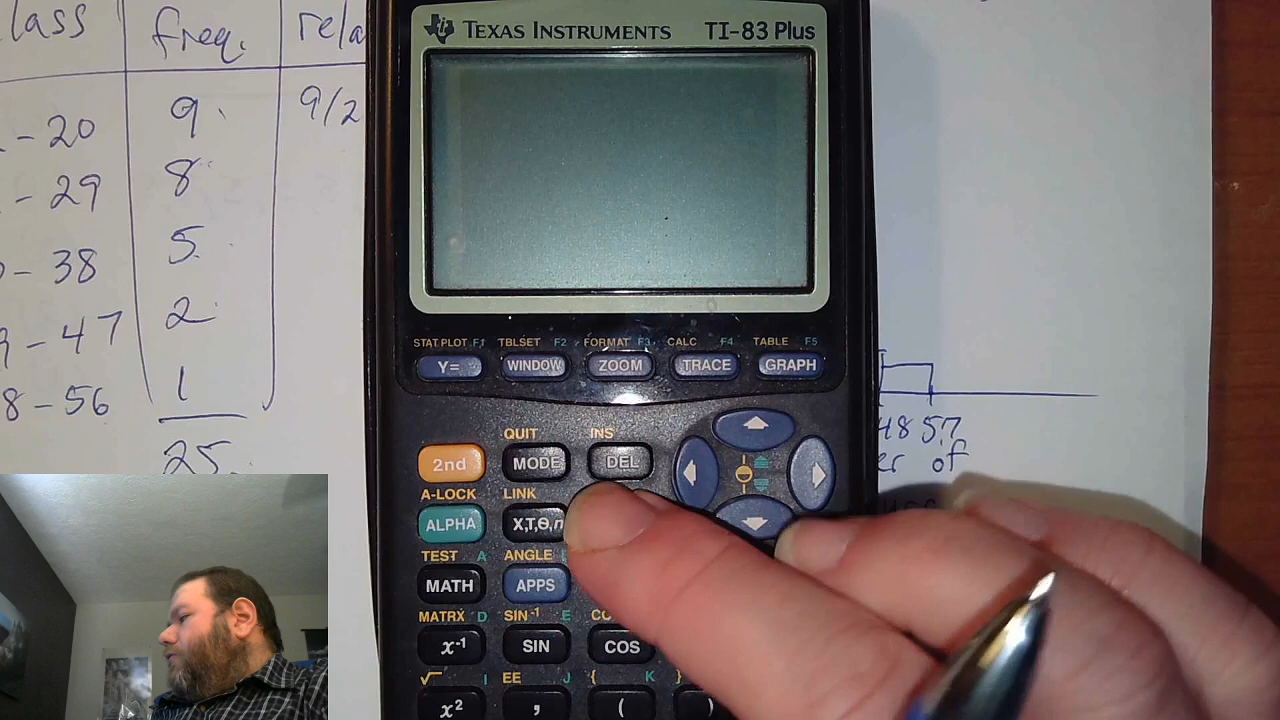 lass freq. rela
- 20 9 9/2
- 29 8
- 38 5
- 47 2
8 - 56 1
25
TEXAS INSTRUMENTS TI-83 Plus
STAT PLOT F1 TBLSET F2 FORMAT F3 CALC F4 TABLE F5
Y= WINDOW ZOOM TRACE GRAPH
QUIT INS
2nd MODE DEL
A-LOCK LINK
ALPHA X,T,Θ,n
TEST A ANGLE
MATH APPS
MATRX D SIN-1 E CO
x-1 SIN COS
√ I EE J { K }
x2 , ( )
48 57
er of